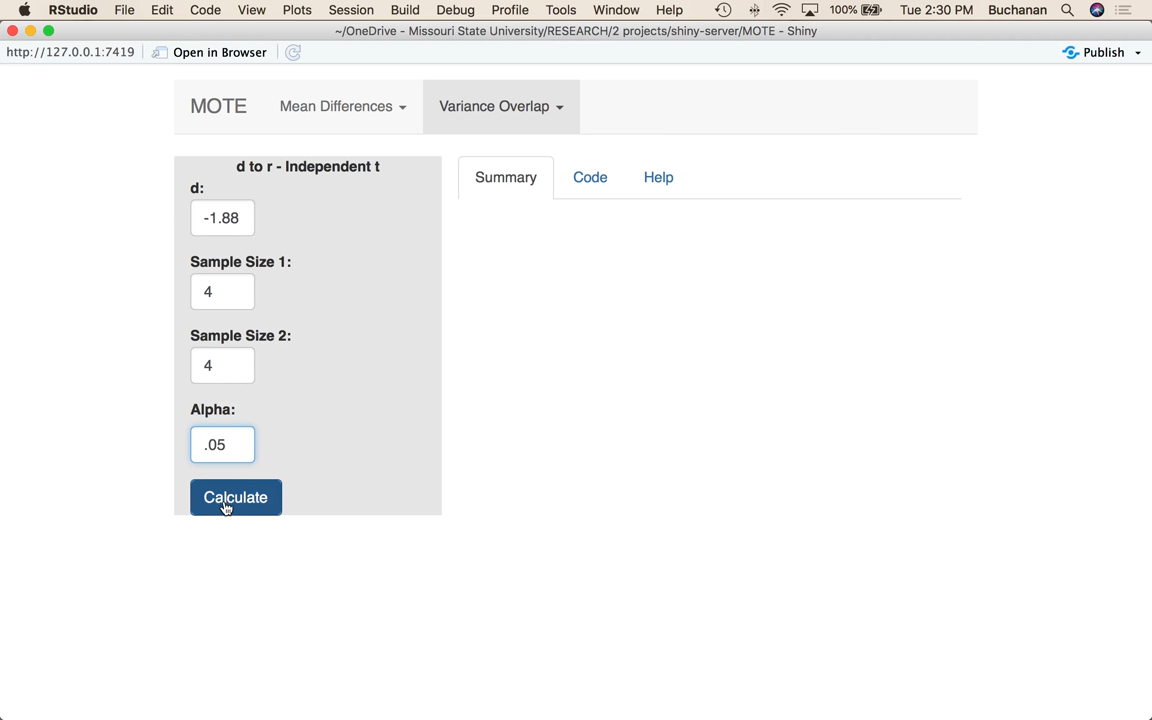 RStudio File Edit Code View Plots Session Build Debug Profile Tools Window Help 100% Tue 2:30 PM Buchanan
~/OneDrive - Missouri State University/RESEARCH/2 projects/shiny-server/MOTE - Shiny
http://127.0.0.1:7419 Open in Browser Publish
MOTE Mean Differences Variance Overlap
d to r - Independent t
Summary Code Help
d:
-1.88
Sample Size 1:
4
Sample Size 2:
4
Alpha:
.05
Calculate